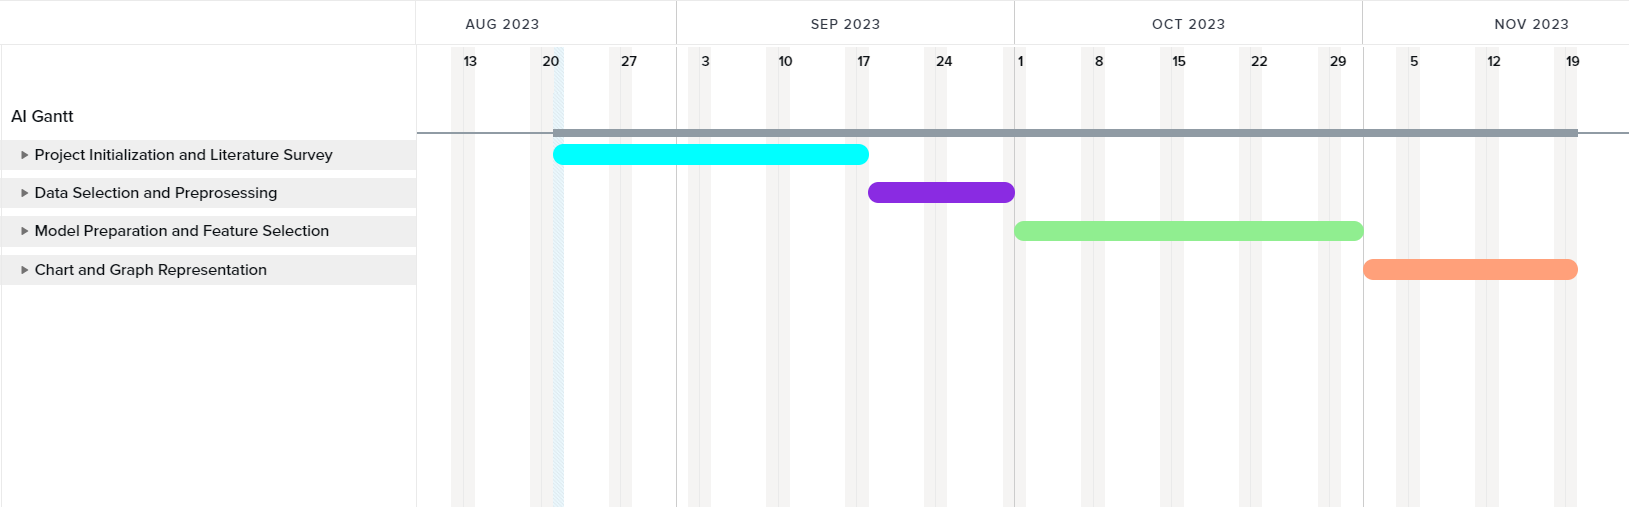 AUG 2023 SEP 2023 OCT 2023 NOV 2023
13 20 27 3 10 17 24 1 8 15 22 29 5 12 19
AI Gantt
Project Initialization and Literature Survey
Data Selection and Preprosessing
Model Preparation and Feature Selection
Chart and Graph Representation